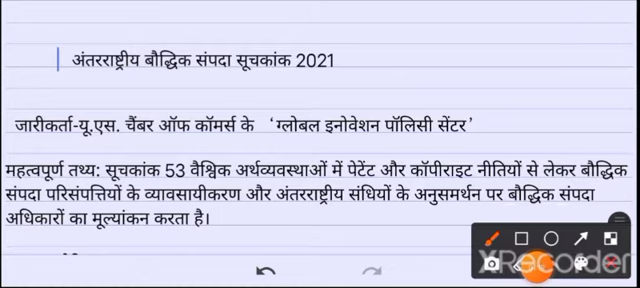 अंतरराष्ट्रीय बौद्धिक संपदा सूचकांक 2021
जारीकर्ता-यू.एस. चैंबर ऑफ कॉमर्स के ‘ग्लोबल इनोवेशन पॉलिसी सेंटर’
महत्वपूर्ण तथ्य: सूचकांक 53 वैश्विक अर्थव्यवस्थाओं में पेटेंट और कॉपीराइट नीतियों से लेकर बौद्धिक
संपदा परिसंपत्तियों के व्यावसायीकरण और अंतरराष्ट्रीय संधियों के अनुसमर्थन पर बौद्धिक संपदा
अधिकारों का मूल्यांकन करता है।
XRecorder